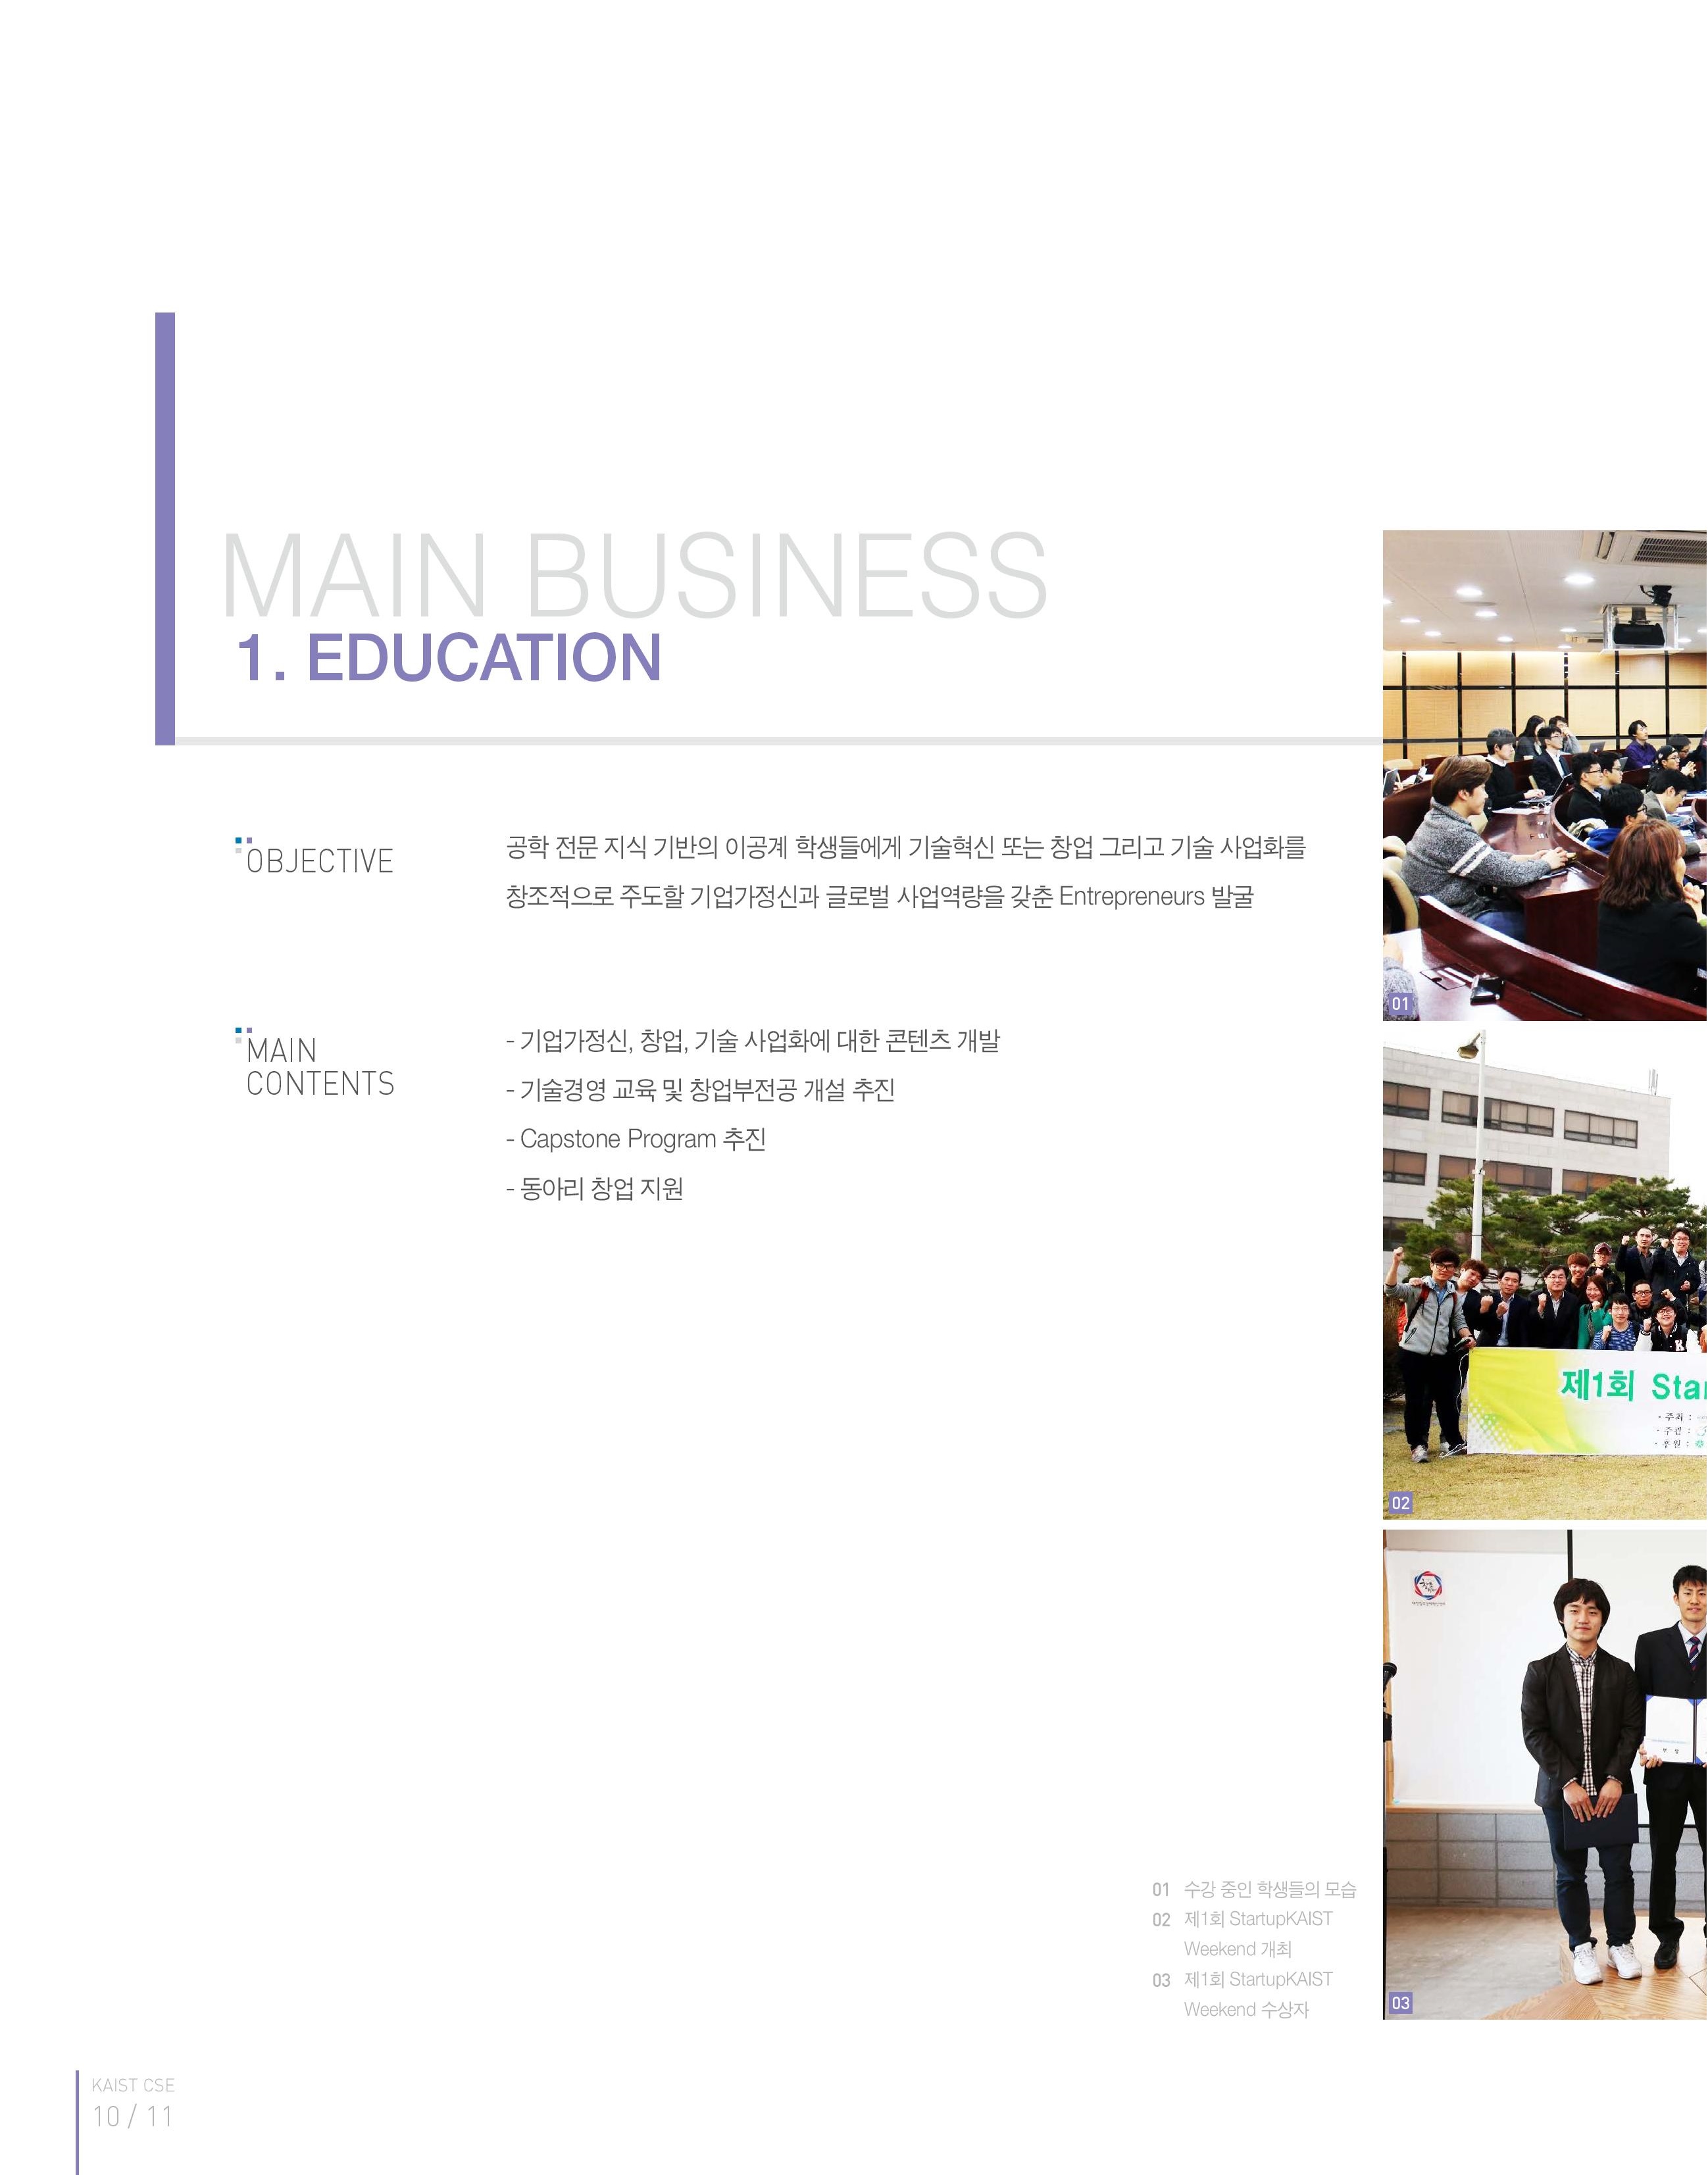 MAIN BUSINESS
1. EDUCATION
OBJECTIVE
공학 전문 지식 기반의 이공계 학생들에게 기술혁신 또는 창업 그리고 기술 사업화를
창조적으로 주도할 기업가정신과 글로벌 사업역량을 갖춘 Entrepreneurs 발굴
MAIN
CONTENTS
- 기업가정신, 창업, 기술 사업화에 대한 콘텐츠 개발
- 기술경영 교육 및 창업부전공 개설 추진
- Capstone Program 추진
- 동아리 창업 지원
01
제1회 Star
· 주최 :
· 주관 :
· 후원 :
02
03
01 수강 중인 학생들의 모습
02 제1회 StartupKAIST
Weekend 개최
03 제1회 StartupKAIST
Weekend 수상자
KAIST CSE
10 / 11